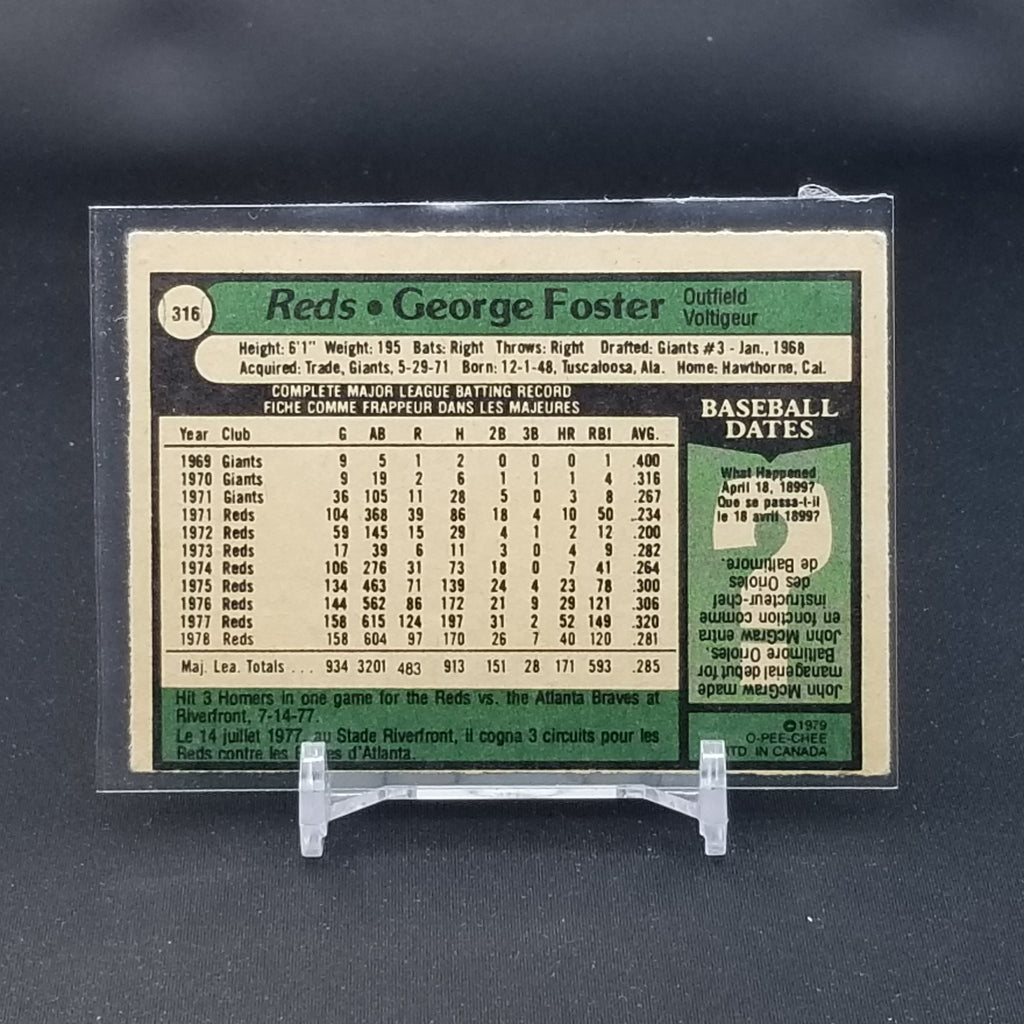 316
Reds • George Foster
Outfield
Voltigeur
Height: 6'1" Weight: 195 Bats: Right Throws: Right Drafted: Giants #3 - Jan., 1968
Acquired: Trade, Giants, 5-29-71 Born: 12-1-48, Tuscaloosa, Ala. Home: Hawthorne, Cal.
COMPLETE MAJOR LEAGUE BATTING RECORD
FICHE COMME FRAPPEUR DANS LES MAJEURES
Year Club G AB R H 2B 3B HR RBI AVG.
1969 Giants 9 5 1 2 0 0 0 1 .400
1970 Giants 9 19 2 6 1 1 1 4 .316
1971 Giants 36 105 11 28 5 0 3 8 .267
1971 Reds 104 368 39 86 18 4 10 50 .234
1972 Reds 59 145 15 29 4 1 2 12 .200
1973 Reds 17 39 6 11 3 0 4 9 .282
1974 Reds 106 276 31 73 18 0 7 41 .264
1975 Reds 134 463 71 139 24 4 23 78 .300
1976 Reds 144 562 86 172 21 9 29 121 .306
1977 Reds 158 615 124 197 31 2 52 149 .320
1978 Reds 158 604 97 170 26 7 40 120 .281
Maj. Lea. Totals ... 934 3201 483 913 151 28 171 593 .285
Hit 3 Homers in one game for the Reds vs. the Atlanta Braves at
Riverfront, 7-14-77.
Le 14 juillet 1977, au Stade Riverfront, il cogna 3 circuits pour les
Reds contre les d'Atlanta.
BASEBALL
DATES
What Happened
April 18, 1899?
Que se passa-t-il
le 18 avril 1899?
John McGraw made
managerial debut for
Baltimore Orioles.
John McGraw entra
en fonction comme
instructeur-chef
des Orioles
de Baltimore.
©1979
O-PEE-CHEE
IN CANADA